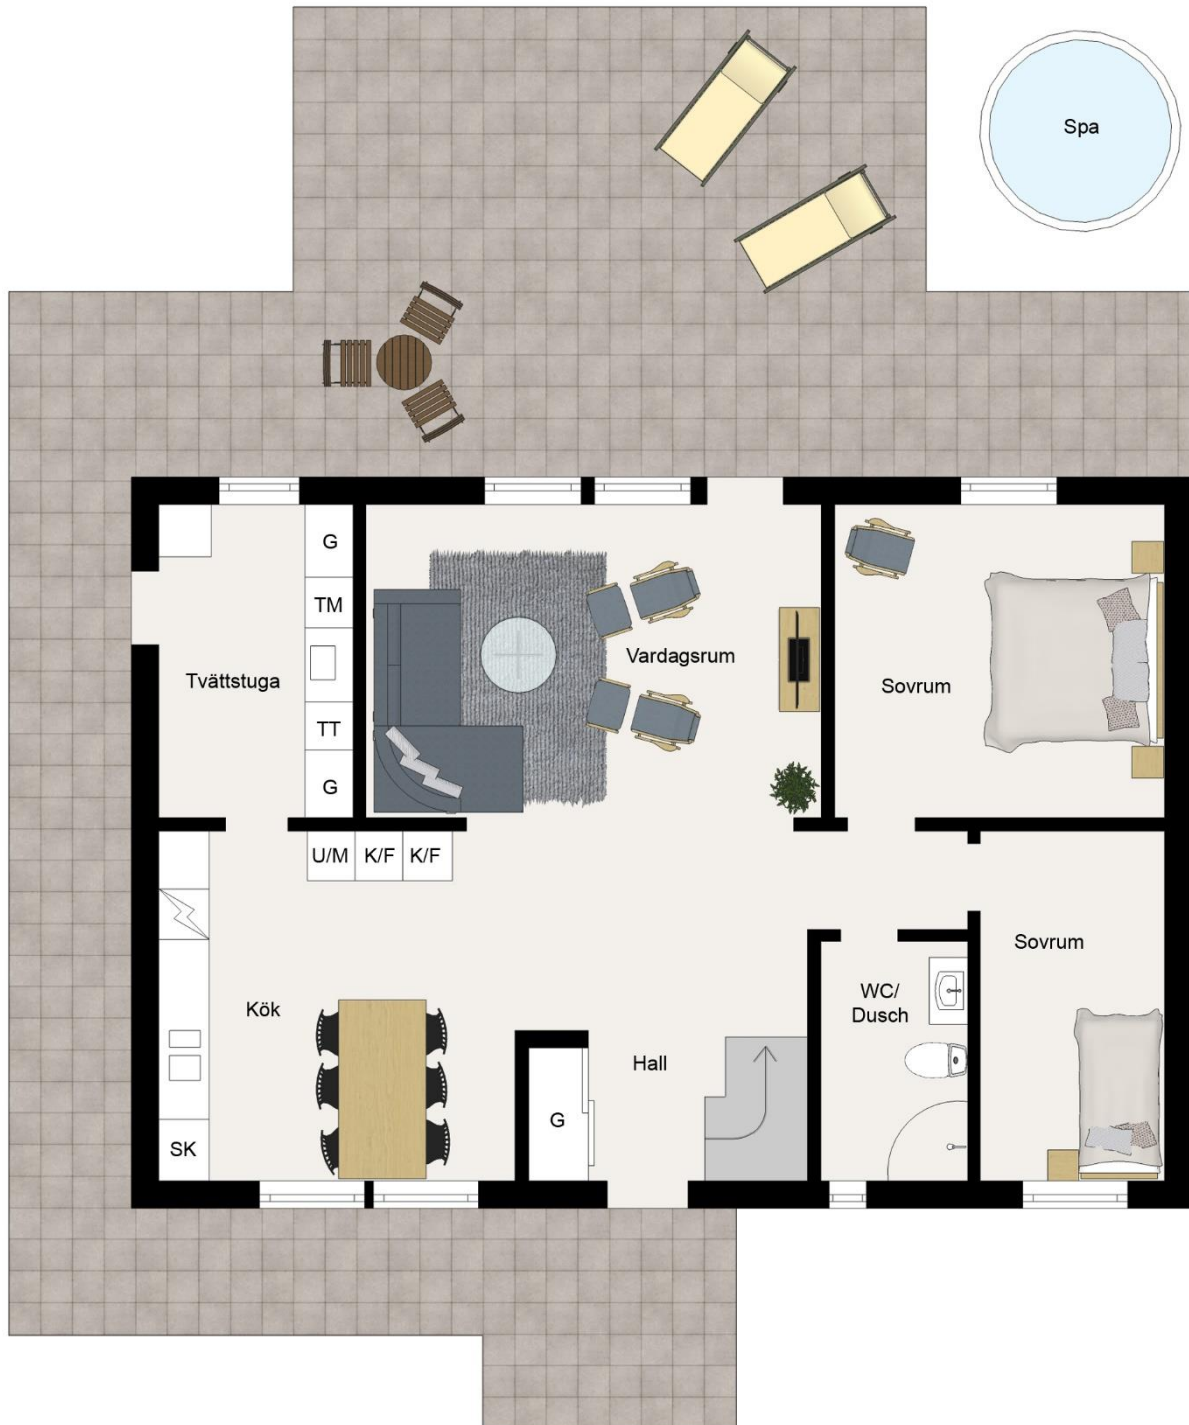 Spa
G
TM
Tvättstuga
TT
G
Vardagsrum
Sovrum
U/M
K/F
K/F
Sovrum
Kök
WC/
Dusch
Hall
G
SK